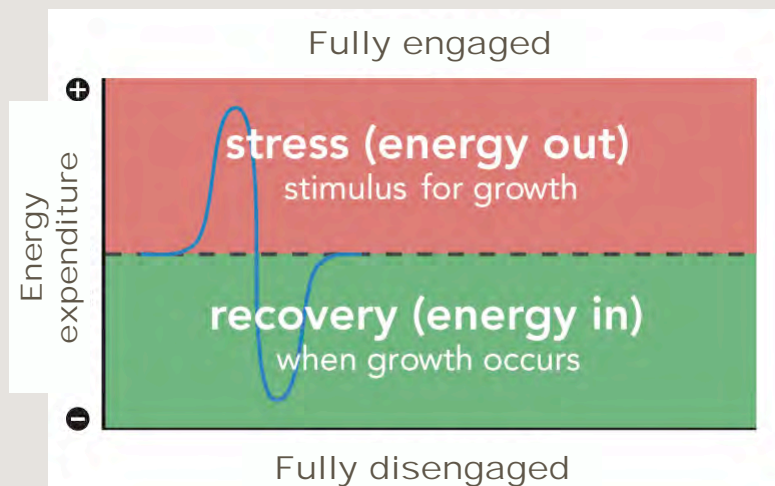 Fully engaged
+
Energy
expenditure
stress (energy out)
stimulus for growth
recovery (energy in)
when growth occurs
−
Fully disengaged